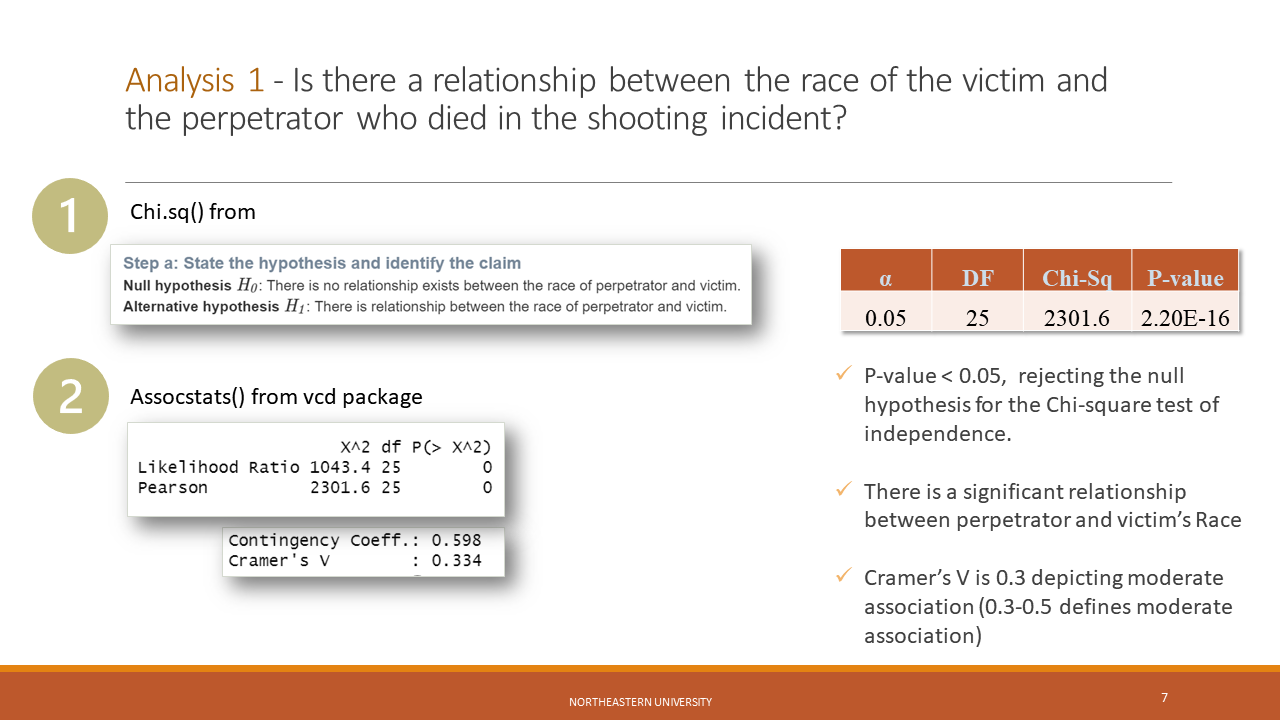 Analysis 1 - Is there a relationship between the race of the victim and
the perpetrator who died in the shooting incident?
1
Chi.sq() from
Step a: State the hypothesis and identify the claim
Null hypothesis H0: There is no relationship exists between the race of perpetrator and victim.
Alternative hypothesis H1: There is relationship between the race of perpetrator and victim.
2
Assocstats() from vcd package
X^2 df P(> X^2)
Likelihood Ratio 1043.4 25 0
Pearson 2301.6 25 0
Contingency Coeff.: 0.598
Cramer's V : 0.334
α DF Chi-Sq P-value
0.05 25 2301.6 2.20E-16
✓ P-value < 0.05, rejecting the null
hypothesis for the Chi-square test of
independence.
✓ There is a significant relationship
between perpetrator and victim’s Race
✓ Cramer’s V is 0.3 depicting moderate
association (0.3-0.5 defines moderate
association)
NORTHEASTERN UNIVERSITY
7